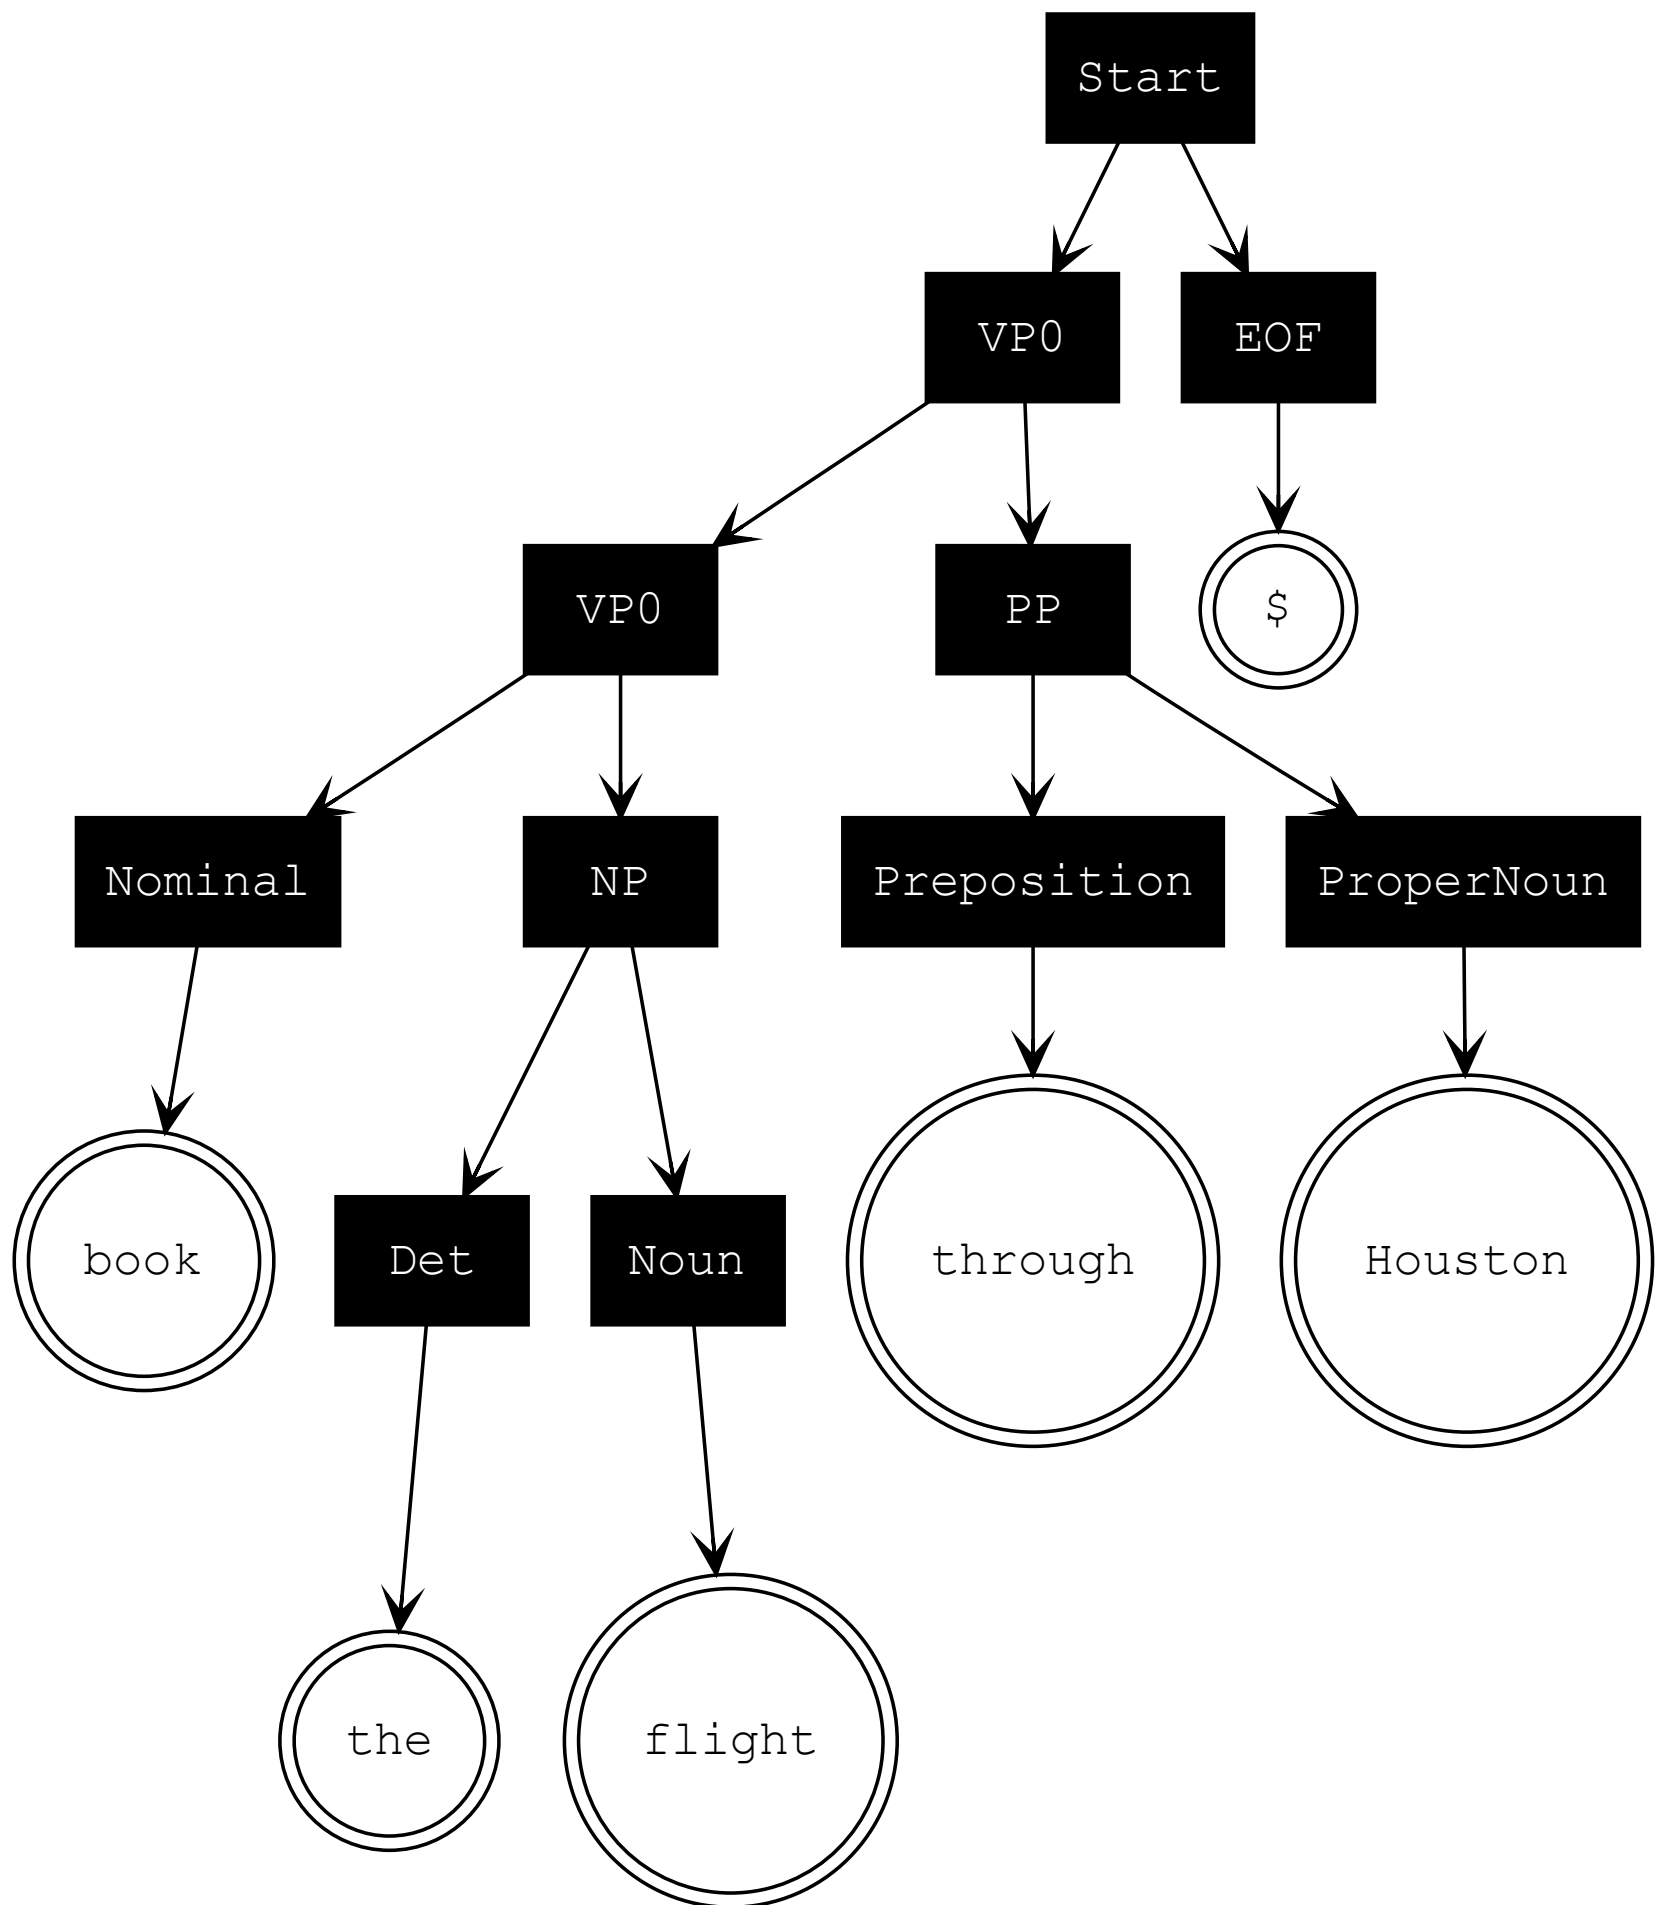 Start
VP0 EOF
VP0 PP $
Nominal NP Preposition ProperNoun
book Det Noun through Houston
the flight